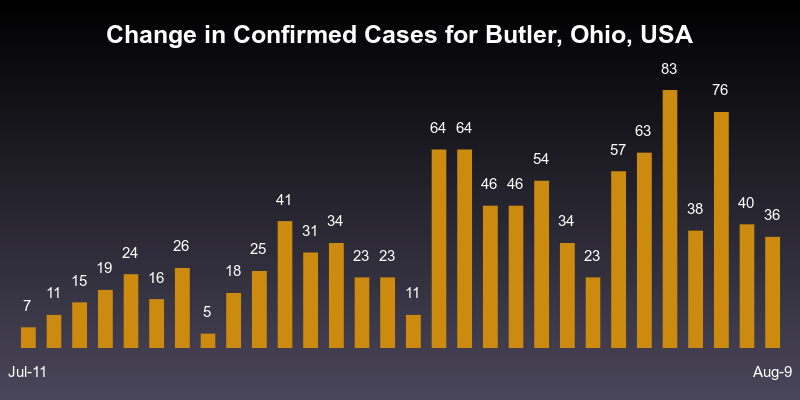 Change in Confirmed Cases for Butler, Ohio, USA
7 11 15 19 24 16 26 5 18 25 41 31 34 23 23 11 64 64 46 46 54 34 23 57 63 83 38 76 40 36
Jul-11 Aug-9